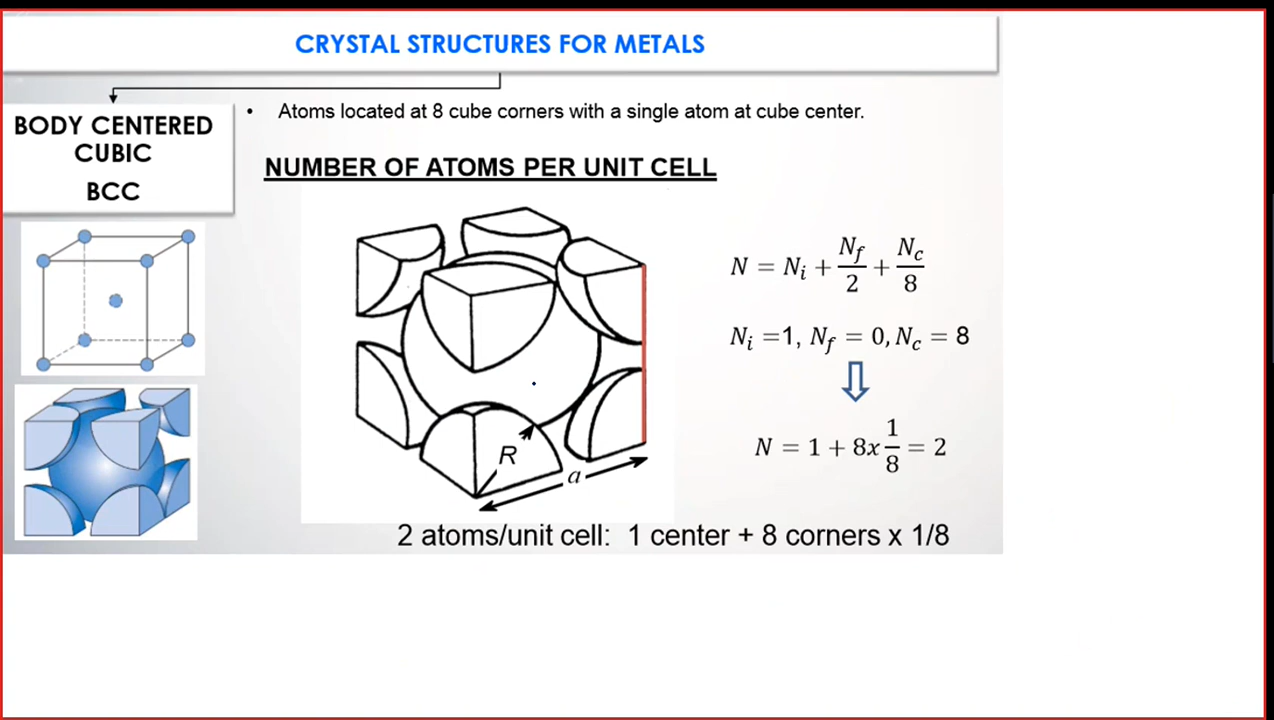 CRYSTAL STRUCTURES FOR METALS
BODY CENTERED
CUBIC
BCC
• Atoms located at 8 cube corners with a single atom at cube center.
NUMBER OF ATOMS PER UNIT CELL
N = Nᵢ + N_f/2 + N_c/8
Nᵢ =1, N_f = 0, N_c = 8
N = 1 + 8x 1/8 = 2
R
a
2 atoms/unit cell: 1 center + 8 corners x 1/8